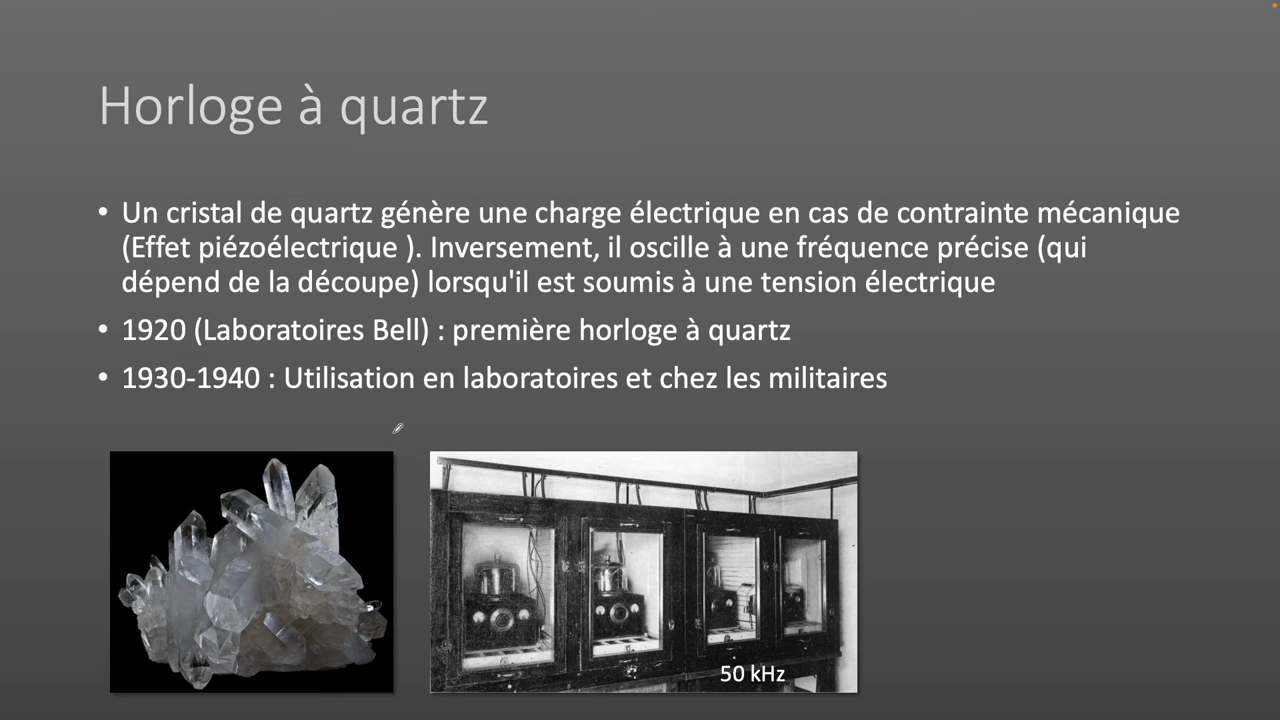 Horloge à quartz
• Un cristal de quartz génère une charge électrique en cas de contrainte mécanique
(Effet piézoélectrique ). Inversement, il oscille à une fréquence précise (qui
dépend de la découpe) lorsqu'il est soumis à une tension électrique
• 1920 (Laboratoires Bell) : première horloge à quartz
• 1930-1940 : Utilisation en laboratoires et chez les militaires
50 kHz